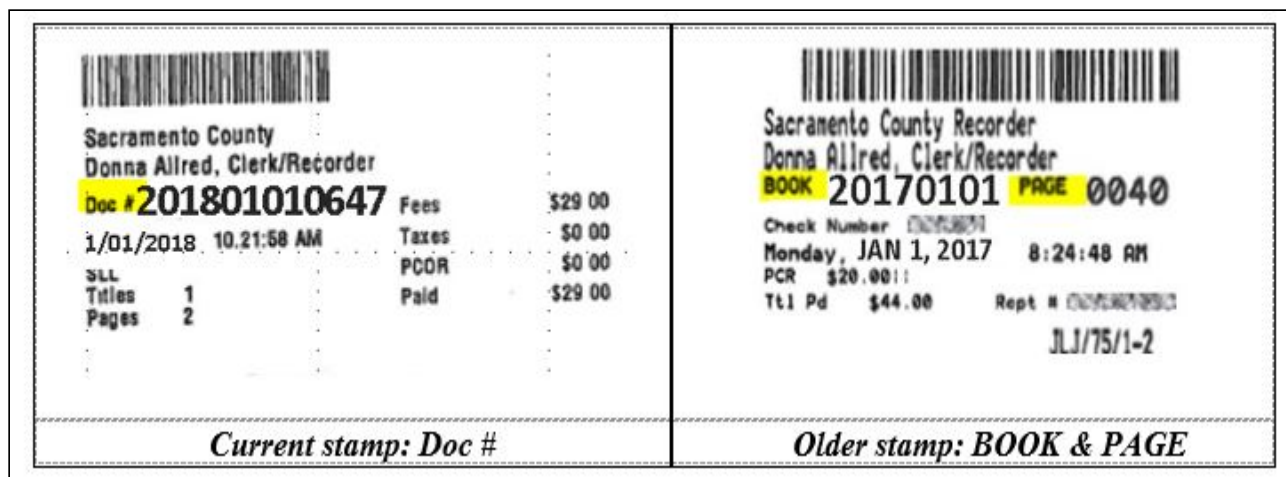 Sacramento County
Donna Allred, Clerk/Recorder
Doc # 201801010647 Fees $29 00
1/01/2018 10.21:58 AM Taxes $0 00
SLL PCOR $0 00
Titles 1 Paid $29 00
Pages 2
Current stamp: Doc #
Sacramento County Recorder
Donna Allred, Clerk/Recorder
BOOK 20170101 PAGE 0040
Check Number
Monday, JAN 1, 2017 8:24:48 AM
PCR $20.00
Ttl Pd $44.00 Rept #
JLJ/75/1-2
Older stamp: BOOK & PAGE